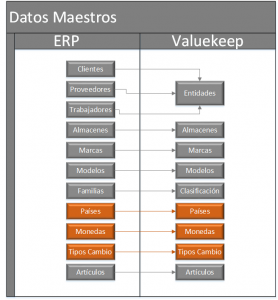 Datos Maestros
ERP
Valuekeep
Clientes
Proveedores
Entidades
Trabajadores
Almacenes
Almacenes
Marcas
Marcas
Modelos
Modelos
Familias
Clasificación
Países
Países
Monedas
Monedas
Tipos Cambio
Tipos Cambio
Artículos
Artículos